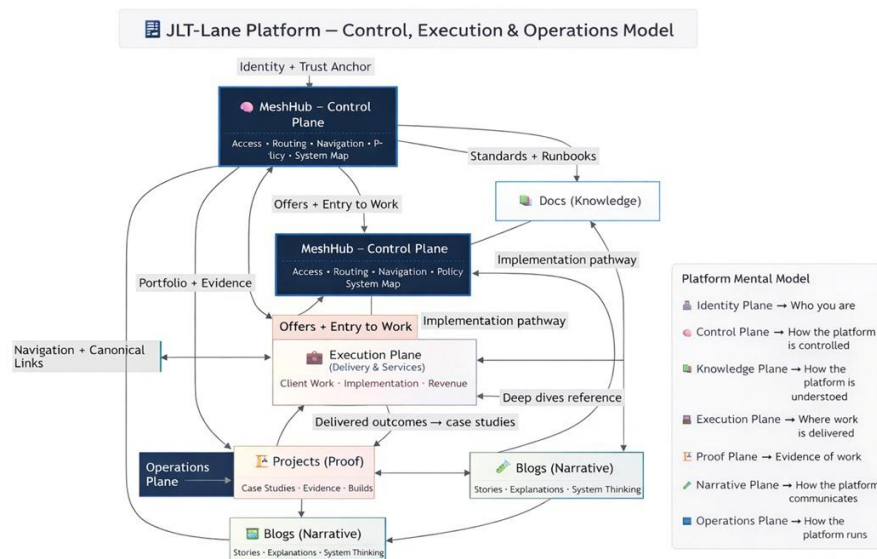 JLT-Lane Platform – Control, Execution & Operations Model
Identity + Trust Anchor
MeshHub – Control
Plane
Access • Routing • Navigation • P-
licy • System Map
Standards + Runbooks
Docs (Knowledge)
Offers + Entry to Work
MeshHub – Control Plane
Access • Routing • Navigation • Policy
System Map
Implementation pathway
Portfolio + Evidence
Offers + Entry to Work
Implementation pathway
Navigation + Canonical
Links
Execution Plane
(Delivery & Services)
Client Work · Implementation · Revenue
Deep dives reference
Delivered outcomes → case studies
Operations
Plane
Projects (Proof)
Case Studies · Evidence · Builds
Blogs (Narrative)
Stories · Explanations · System Thinking
Blogs (Narrative)
Stories · Explanations · System Thinking
Platform Mental Model
Identity Plane → Who you are
Control Plane → How the platform
is controlled
Knowledge Plane → How the
platform is
understoed
Execution Plane → Where work
is delivered
Proof Plane → Evidence of work
Narrative Plane → How the platform
communicates
Operations Plane → How the
platform runs